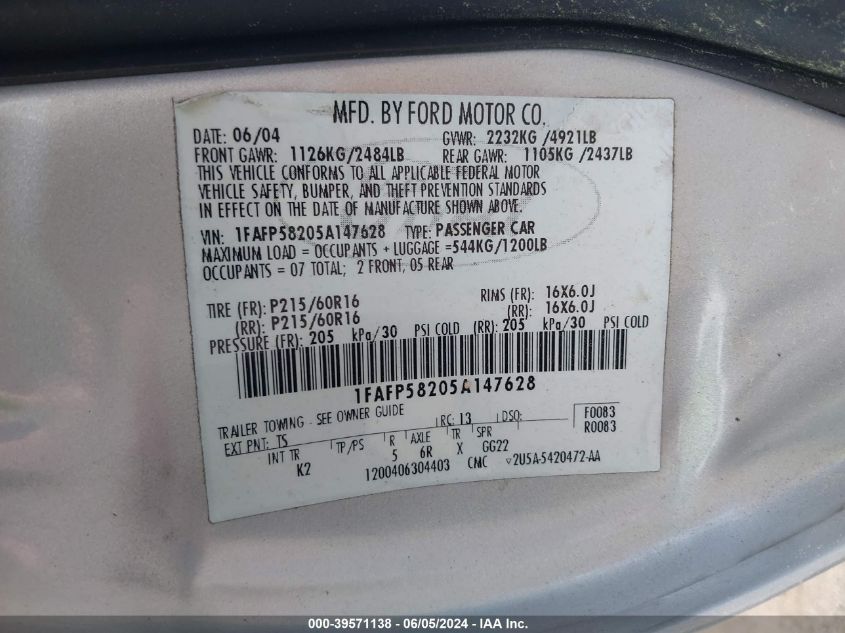 MFD. BY FORD MOTOR CO.
DATE: 06/04 GVWR: 2232KG /4921LB
FRONT GAWR: 1126KG/2484LB REAR GAWR: 1105KG /2437LB
THIS VEHICLE CONFORMS TO ALL APPLICABLE FEDERAL MOTOR
VEHICLE SAFETY, BUMPER, AND THEFT PREVENTION STANDARDS
IN EFFECT ON THE DATE OF MANUFACTURE SHOWN ABOVE.
VIN: 1FAFP58205A147628 TYPE: PASSENGER CAR
MAXIMUM LOAD = OCCUPANTS + LUGGAGE =544KG/1200LB
OCCUPANTS = 07 TOTAL; 2 FRONT, 05 REAR
TIRE (FR): P215/60R16 RIMS (FR): 16X6.0J
(RR): P215/60R16 (RR): 16X6.0J
PRESSURE (FR): 205 kPa/30 PSI COLD (RR): 205 kPa/30 PSI COLD
1FAFP58205A147628
TRAILER TOWING - SEE OWNER GUIDE RC: 13 DSO: F0083
EXT PNT: TS R0083
INT TR TP/PS R AXLE TR SPR
K2 5 6R X GG22
1200406304403 CMC ▽2U5A-5420472-AA
000-39571138 - 06/05/2024 - IAA Inc.